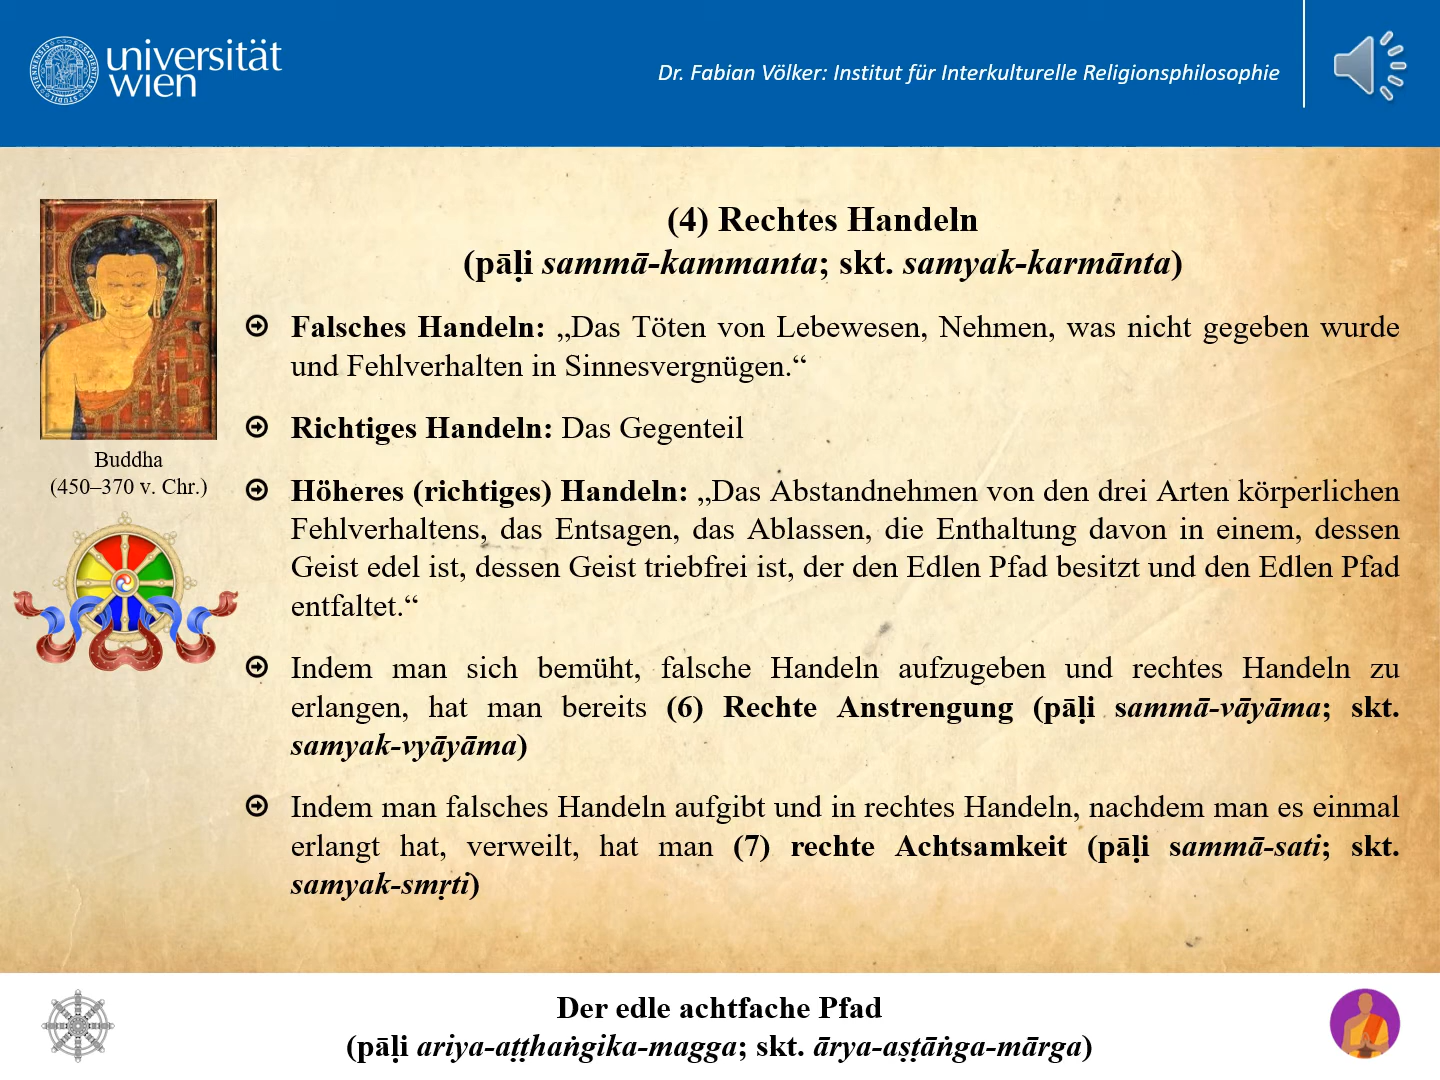 universität
wien
Dr. Fabian Völker: Institut für Interkulturelle Religionsphilosophie
(4) Rechtes Handeln
(pāḷi sammā-kammanta; skt. samyak-karmānta)
Falsches Handeln: „Das Töten von Lebewesen, Nehmen, was nicht gegeben wurde
und Fehlverhalten in Sinnesvergnügen.“
Richtiges Handeln: Das Gegenteil
Höheres (richtiges) Handeln: „Das Abstandnehmen von den drei Arten körperlichen
Fehlverhaltens, das Entsagen, das Ablassen, die Enthaltung davon in einem, dessen
Geist edel ist, dessen Geist triebfrei ist, der den Edlen Pfad besitzt und den Edlen Pfad
entfaltet.“
Indem man sich bemüht, falsche Handeln aufzugeben und rechtes Handeln zu
erlangen, hat man bereits (6) Rechte Anstrengung (pāḷi sammā-vāyāma; skt.
samyak-vyāyāma)
Indem man falsches Handeln aufgibt und in rechtes Handeln, nachdem man es einmal
erlangt hat, verweilt, hat man (7) rechte Achtsamkeit (pāḷi sammā-sati; skt.
samyak-smṛti)
Buddha
(450–370 v. Chr.)
Der edle achtfache Pfad
(pāḷi ariya-aṭṭhaṅgika-magga; skt. ārya-aṣṭāṅga-mārga)